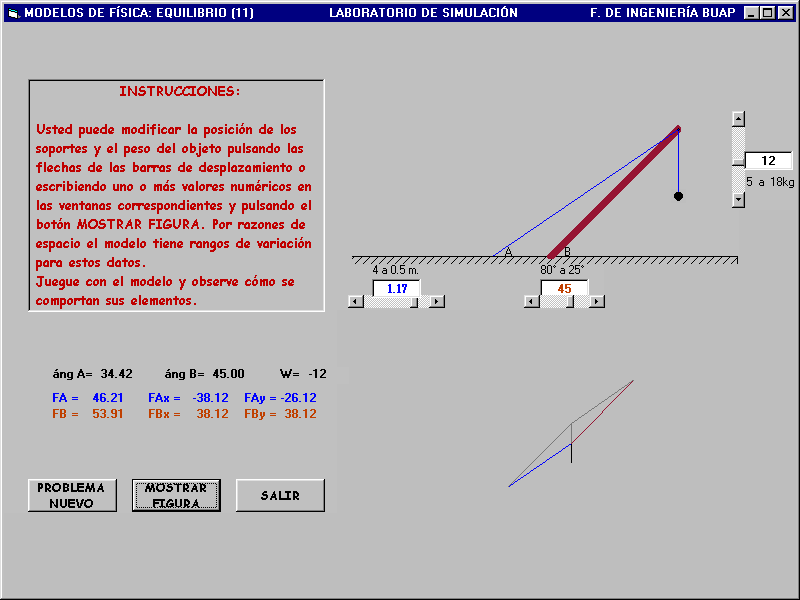 MODELOS DE FÍSICA: EQUILIBRIO (11) LABORATORIO DE SIMULACIÓN F. DE INGENIERÍA BUAP
INSTRUCCIONES:
Usted puede modificar la posición de los
soportes y el peso del objeto pulsando las
flechas de las barras de desplazamiento o
escribiendo uno o más valores numéricos en
las ventanas correspondientes y pulsando el
botón MOSTRAR FIGURA. Por razones de
espacio el modelo tiene rangos de variación
para estos datos.
Juegue con el modelo y observe cómo se
comportan sus elementos.
12
5 a 18kg
A B
4 a 0.5 m. 80° a 25°
1.17 45
áng A= 34.42 áng B= 45.00 W= -12
FA = 46.21 FAx = -38.12 FAy = -26.12
FB = 53.91 FBx = 38.12 FBy = 38.12
PROBLEMA
NUEVO
MOSTRAR
FIGURA
SALIR